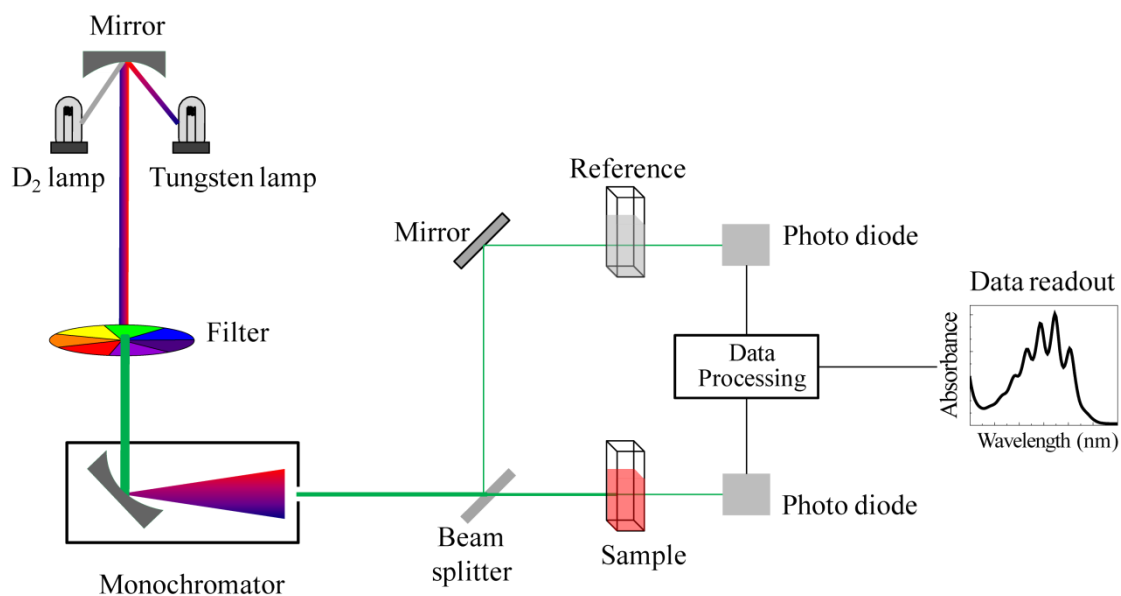 Mirror
D₂ lamp
Tungsten lamp
Filter
Monochromator
Mirror
Beam
splitter
Reference
Sample
Photo diode
Data
Processing
Photo diode
Data readout
Absorbance
Wavelength (nm)